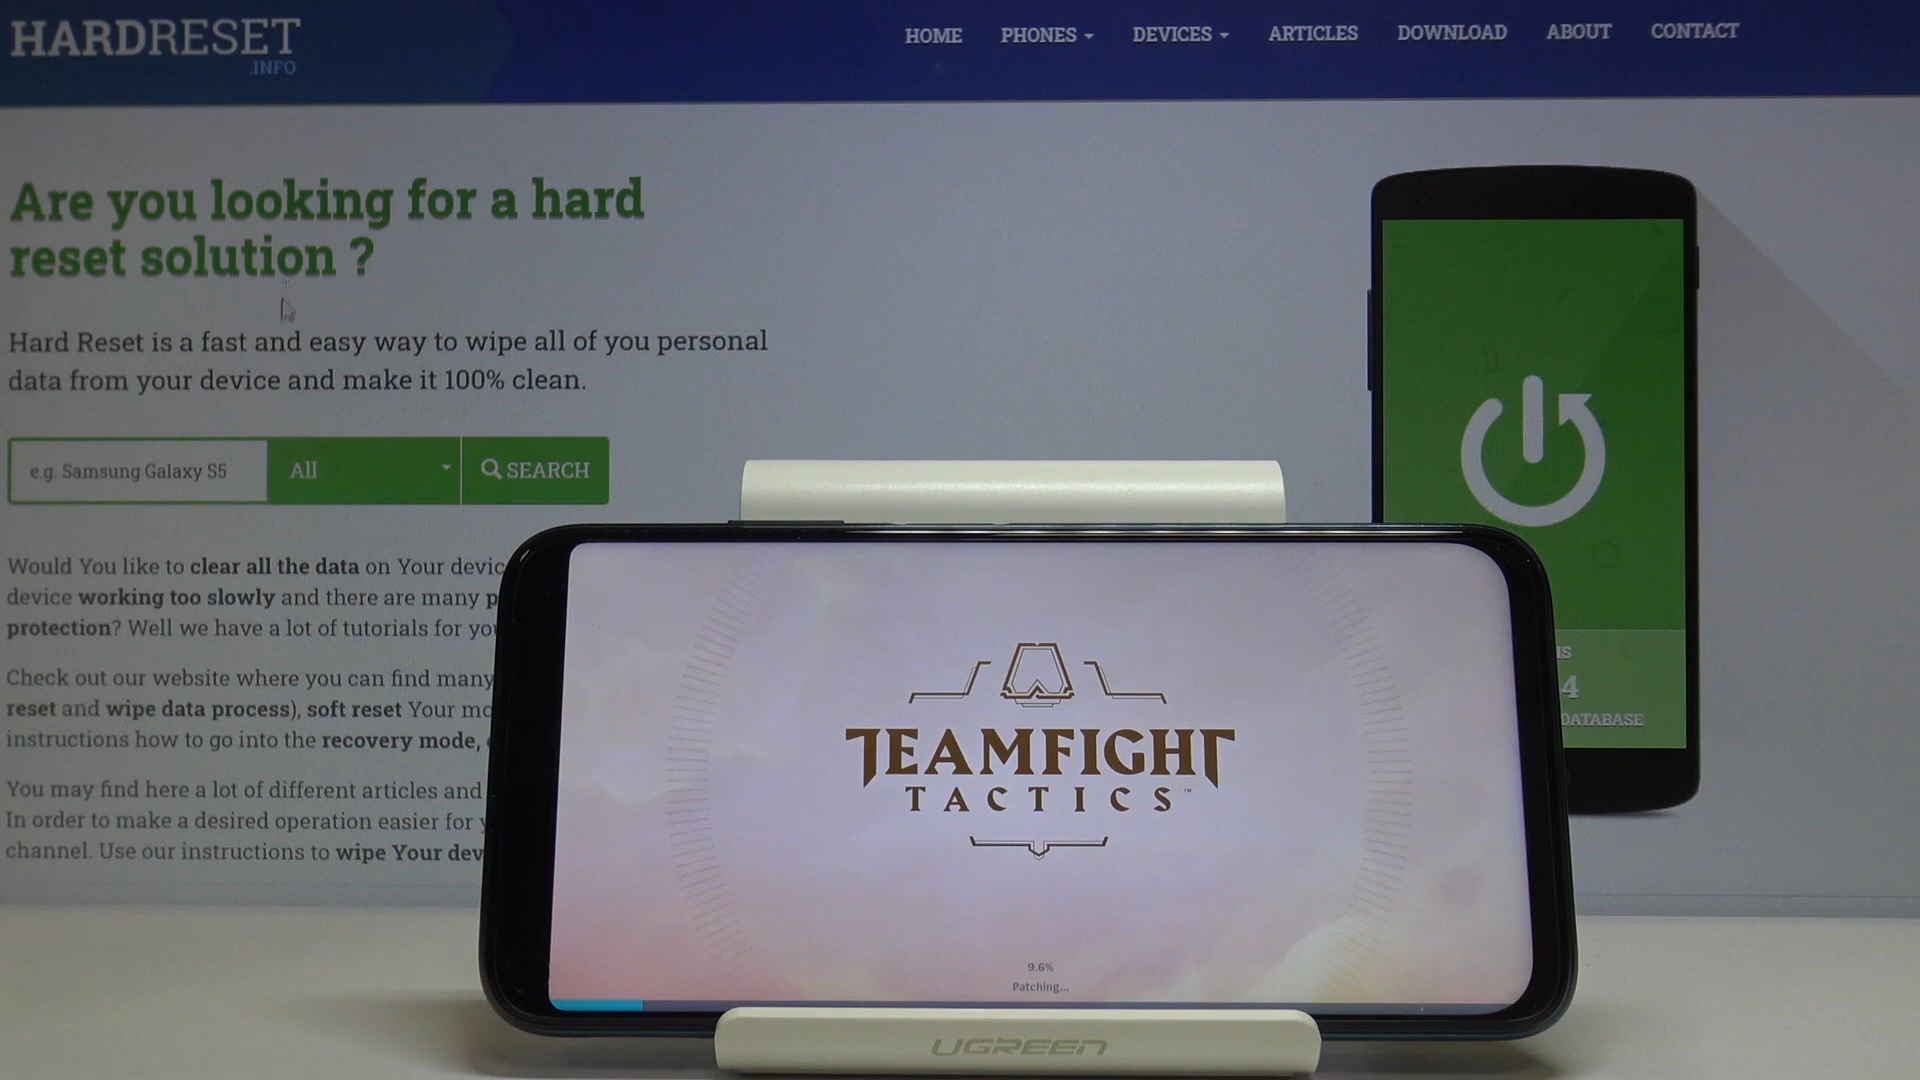 HARDRESET
.INFO
HOME PHONES DEVICES ARTICLES DOWNLOAD ABOUT CONTACT
Are you looking for a hard
reset solution ?
Hard Reset is a fast and easy way to wipe all of you personal
data from your device and make it 100% clean.
e.g. Samsung Galaxy S5 All SEARCH
Would You like to clear all the data on Your devic
device working too slowly and there are many p
protection? Well we have a lot of tutorials for you
Check out our website where you can find many
reset and wipe data process), soft reset Your mo
instructions how to go into the recovery mode,
You may find here a lot of different articles and
In order to make a desired operation easier for y
channel. Use our instructions to wipe Your dev
4
DATABASE
TEAMFIGHT
TACTICS™
9.6%
Patching...
UGREEN